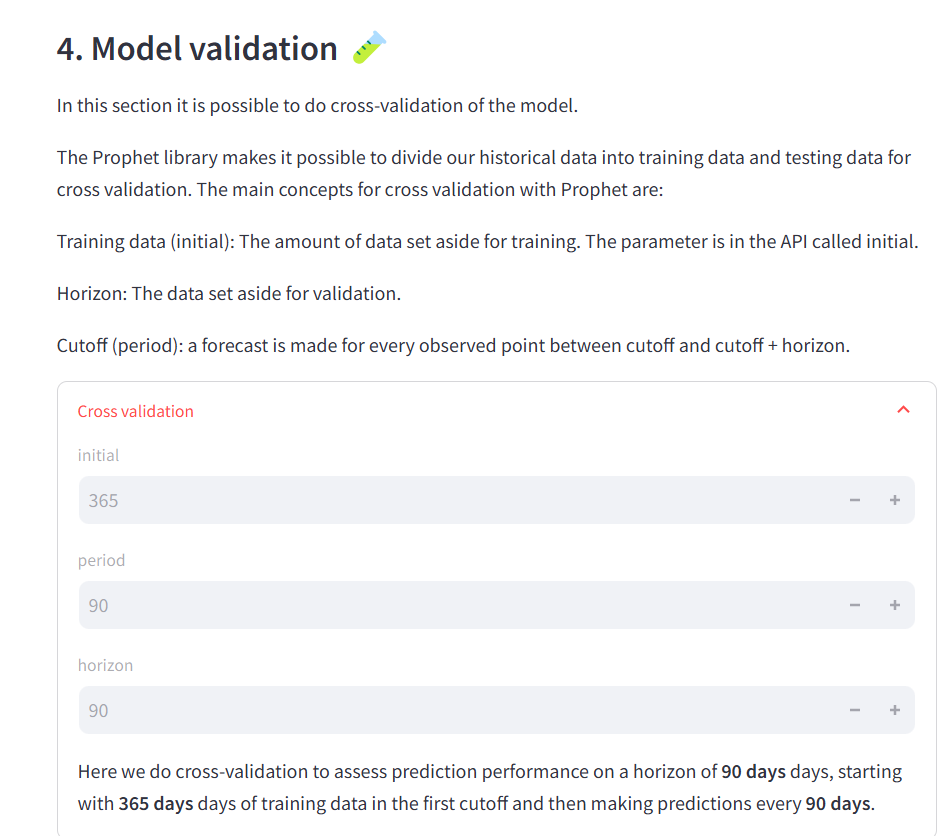 4. Model validation 🧪
In this section it is possible to do cross-validation of the model.
The Prophet library makes it possible to divide our historical data into training data and testing data for
cross validation. The main concepts for cross validation with Prophet are:
Training data (initial): The amount of data set aside for training. The parameter is in the API called initial.
Horizon: The data set aside for validation.
Cutoff (period): a forecast is made for every observed point between cutoff and cutoff + horizon.
Cross validation
initial
365
period
90
horizon
90
Here we do cross-validation to assess prediction performance on a horizon of 90 days days, starting
with 365 days days of training data in the first cutoff and then making predictions every 90 days.